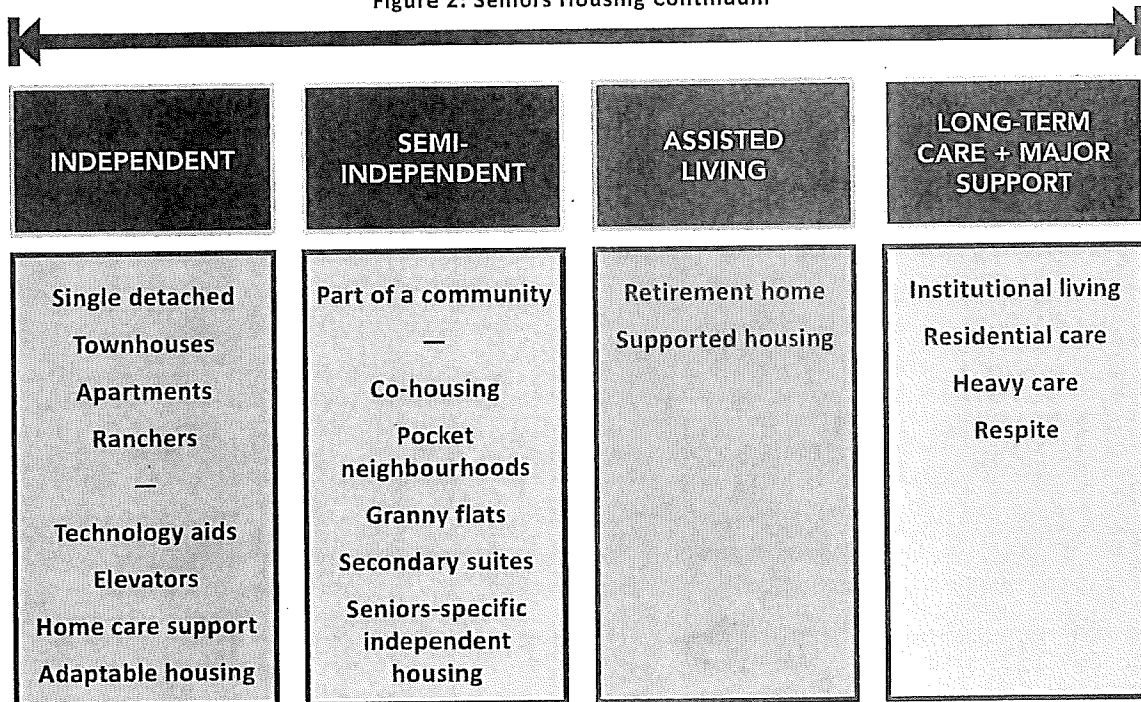 Figure 2: Seniors Housing Continuum
INDEPENDENT
Single detached
Townhouses
Apartments
Ranchers
—
Technology aids
Elevators
Home care support
Adaptable housing
SEMI-
INDEPENDENT
Part of a community
—
Co-housing
Pocket
neighbourhoods
Granny flats
Secondary suites
Seniors-specific
independent
housing
ASSISTED
LIVING
Retirement home
Supported housing
LONG-TERM
CARE + MAJOR
SUPPORT
Institutional living
Residential care
Heavy care
Respite